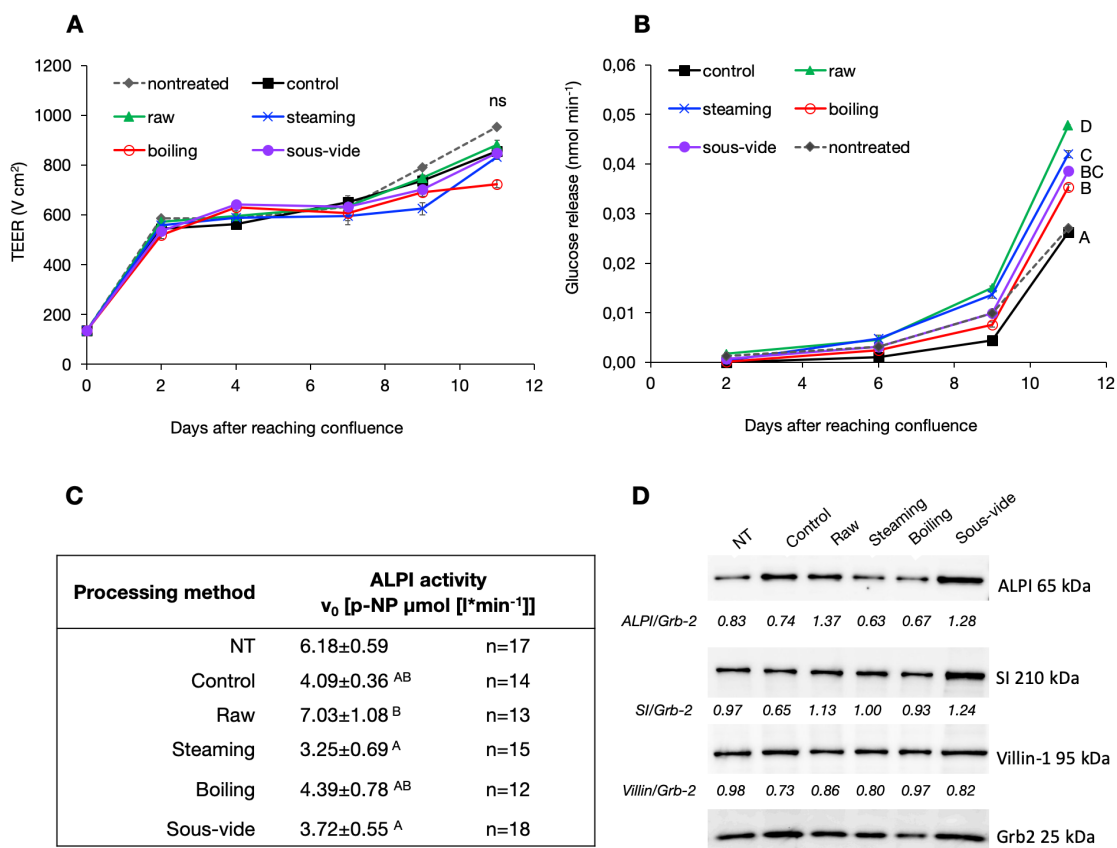 A
1200
1000
800
600
400
200
0
TEER (V cm²)
nontreated control
raw steaming
boiling sous-vide
ns
0 2 4 6 8 10 12
Days after reaching confluence
B
0,06
0,05
0,04
0,03
0,02
0,01
0,00
Glucose release (nmol min⁻¹)
control raw
steaming boiling
sous-vide nontreated
D
C
BC
B
A
0 2 4 6 8 10 12
Days after reaching confluence
C
Processing method ALPI activity
v₀ [p-NP µmol [l*min⁻¹]]
NT 6.18±0.59 n=17
Control 4.09±0.36 ᴬᴮ n=14
Raw 7.03±1.08 ᴮ n=13
Steaming 3.25±0.69 ᴬ n=15
Boiling 4.39±0.78 ᴬᴮ n=12
Sous-vide 3.72±0.55 ᴬ n=18
D
NT Control Raw Steaming Boiling Sous-vide
ALPI 65 kDa
ALPI/Grb-2 0.83 0.74 1.37 0.63 0.67 1.28
SI 210 kDa
SI/Grb-2 0.97 0.65 1.13 1.00 0.93 1.24
Villin-1 95 kDa
Villin/Grb-2 0.98 0.73 0.86 0.80 0.97 0.82
Grb2 25 kDa